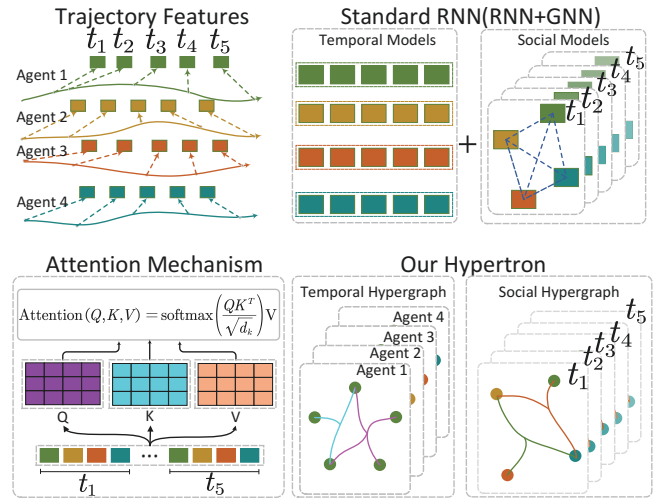 Trajectory Features
t1 t2 t3 t4 t5
Agent 1
Agent 2
Agent 3
Agent 4
Standard RNN(RNN+GNN)
Temporal Models
+
Social Models
t5
t4
t3
t2
t1
Attention Mechanism
Attention(Q,K,V) = softmax(QK^T/√d_k)V
Q K V
...
t1 t5
Our Hypertron
Temporal Hypergraph
Agent 4
Agent 3
Agent 2
Agent 1
Social Hypergraph
t5
t4
t3
t2
t1